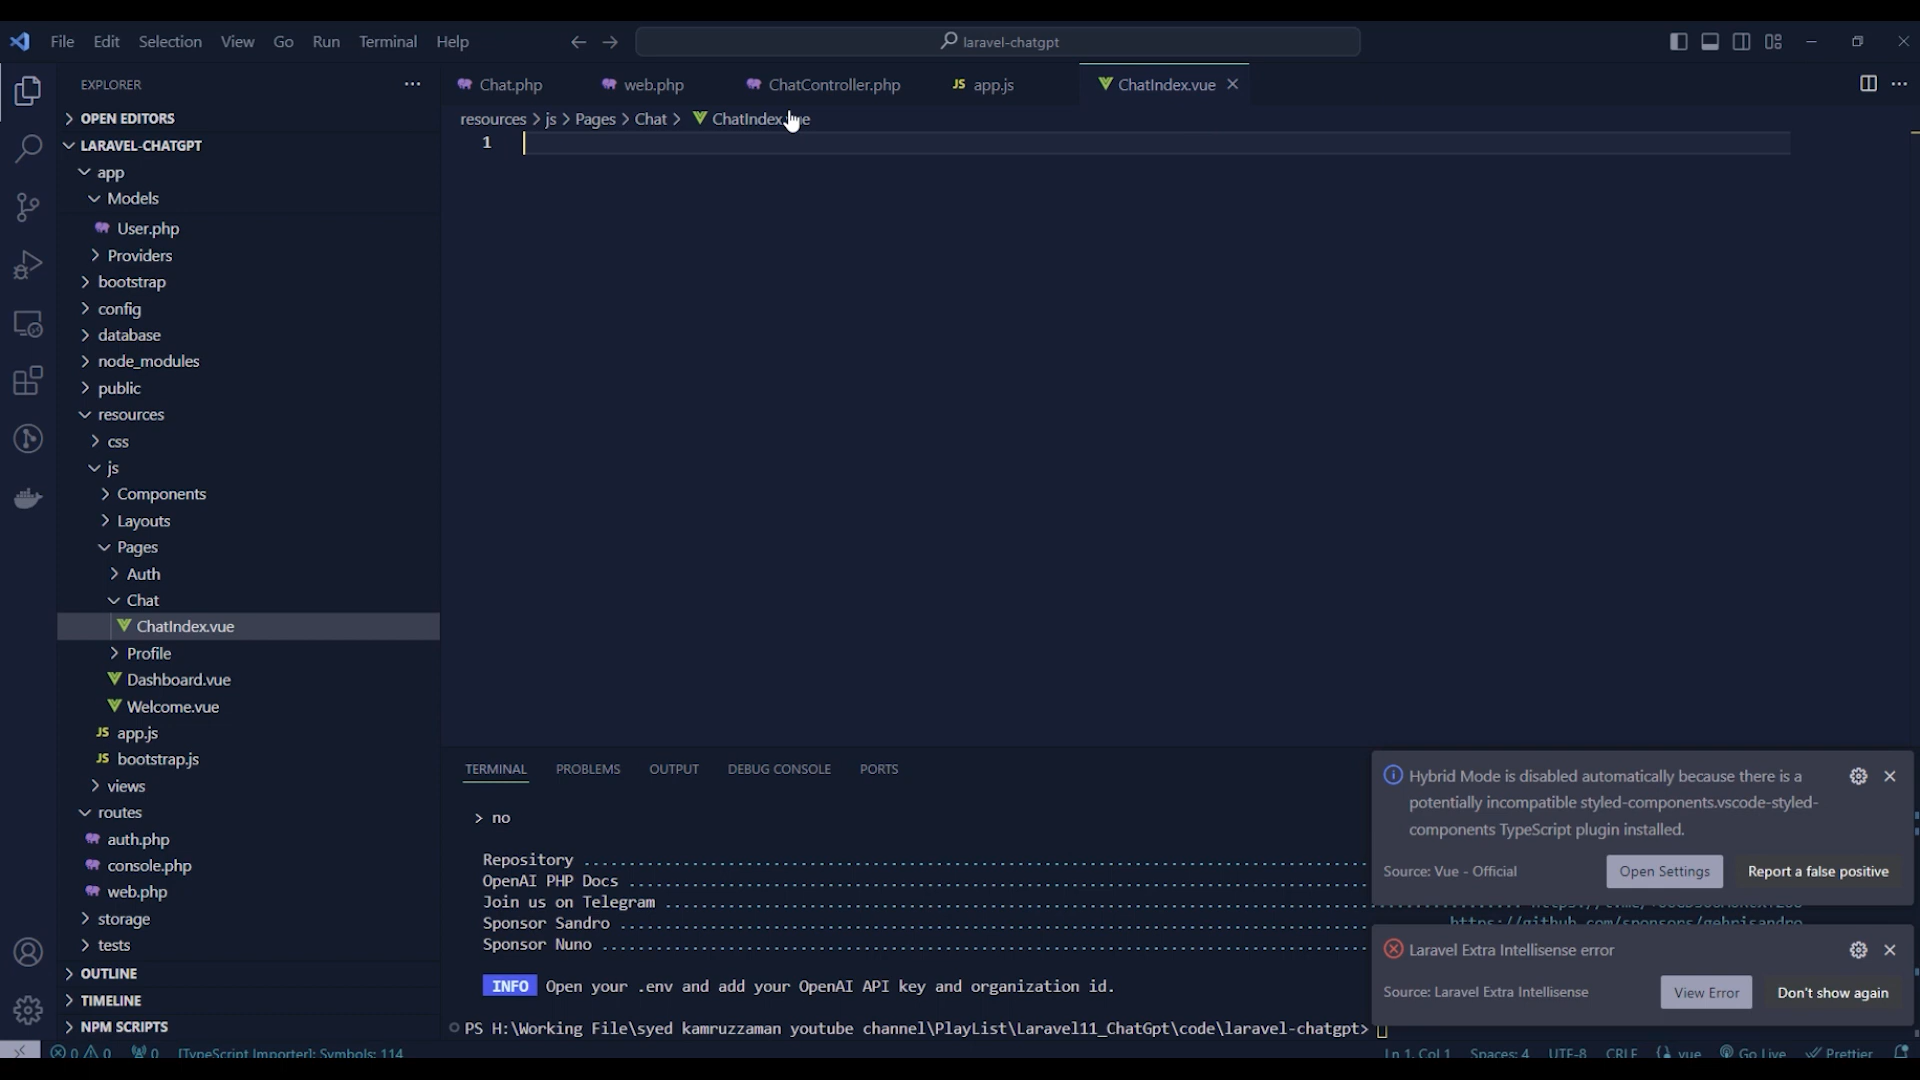 File Edit Selection View Go Run Terminal Help
laravel-chatgpt
EXPLORER
Chat.php
web.php
ChatController.php
JS app.js
ChatIndex.vue
OPEN EDITORS
resources > js > Pages > Chat > ChatIndex.vue
LARAVEL-CHATGPT
1
app
Models
User.php
Providers
bootstrap
config
database
node_modules
public
resources
css
js
Components
Layouts
Pages
Auth
Chat
ChatIndex.vue
Profile
Dashboard.vue
Welcome.vue
JS app.js
JS bootstrap.js
views
routes
auth.php
console.php
web.php
storage
tests
OUTLINE
TIMELINE
NPM SCRIPTS
TERMINAL PROBLEMS OUTPUT DEBUG CONSOLE PORTS
> no
Repository
OpenAI PHP Docs
Join us on Telegram
Sponsor Sandro
Sponsor Nuno
https://github.com/sponsors/gehrisandro
INFO Open your .env and add your OpenAI API key and organization id.
PS H:\Working File\syed kamruzzaman youtube channel\PlayList\Laravel11_ChatGpt\code\laravel-chatgpt>
Hybrid Mode is disabled automatically because there is a
potentially incompatible styled-components.vscode-styled-
components TypeScript plugin installed.
Source: Vue - Official
Open Settings
Report a false positive
Laravel Extra Intellisense error
Source: Laravel Extra Intellisense
View Error
Don't show again
0 0 0 [TypeScript Importer]: Symbols: 114
Ln 1, Col 1 Spaces: 4 UTF-8 CRLF vue Go Live Prettier